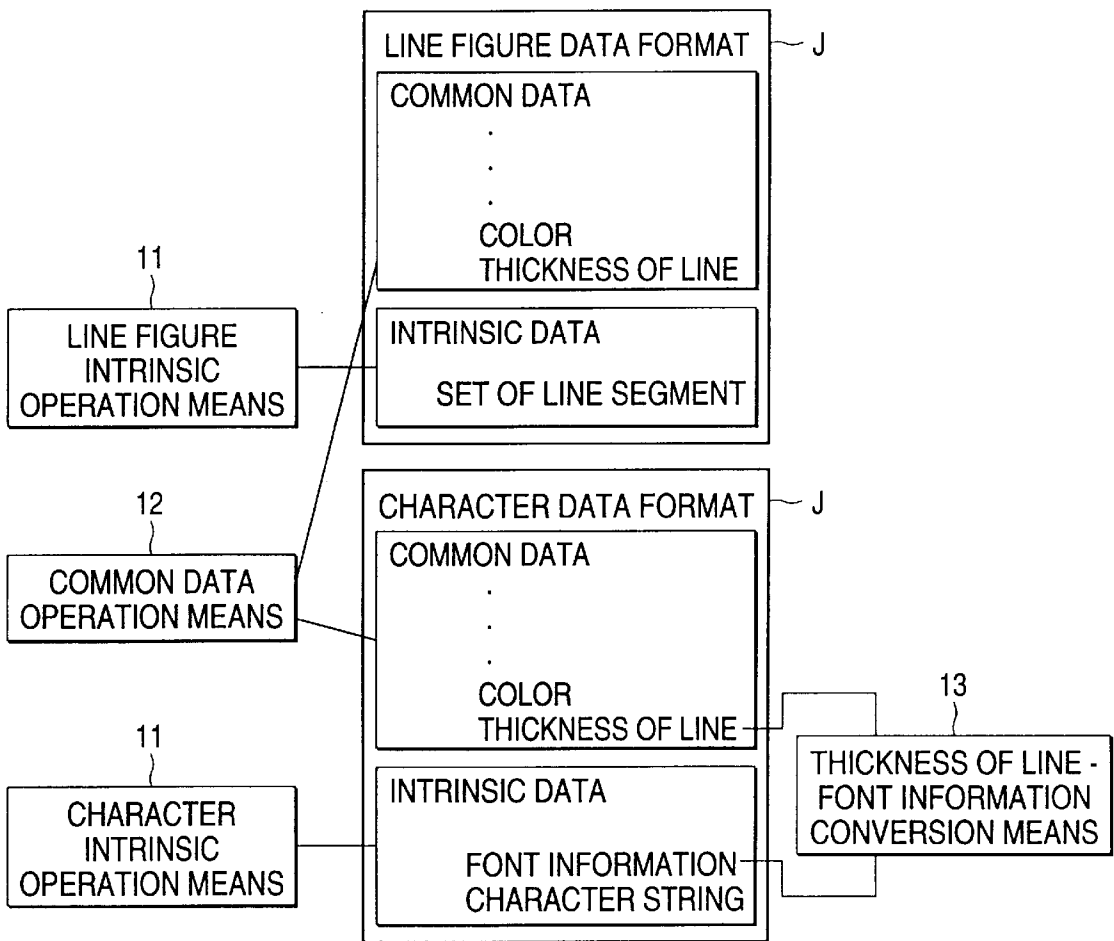 LINE FIGURE DATA FORMAT
J
COMMON DATA
.
.
.
COLOR
THICKNESS OF LINE
INTRINSIC DATA
SET OF LINE SEGMENT
11
LINE FIGURE
INTRINSIC
OPERATION MEANS
12
COMMON DATA
OPERATION MEANS
CHARACTER DATA FORMAT
J
COMMON DATA
.
.
.
COLOR
THICKNESS OF LINE
INTRINSIC DATA
FONT INFORMATION
CHARACTER STRING
11
CHARACTER
INTRINSIC
OPERATION MEANS
13
THICKNESS OF LINE -
FONT INFORMATION
CONVERSION MEANS